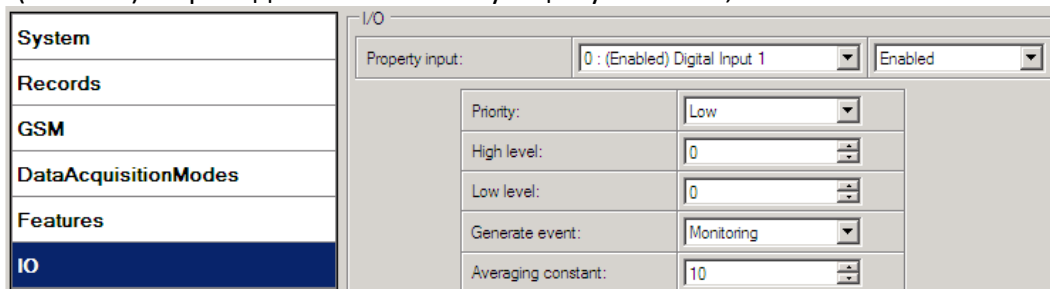 I/O
System
Property input: 0 : (Enabled) Digital Input 1 Enabled
Records
Priority: Low
GSM
High level: 0
DataAcquisitionModes
Low level: 0
Features
Generate event: Monitoring
IO
Averaging constant: 10